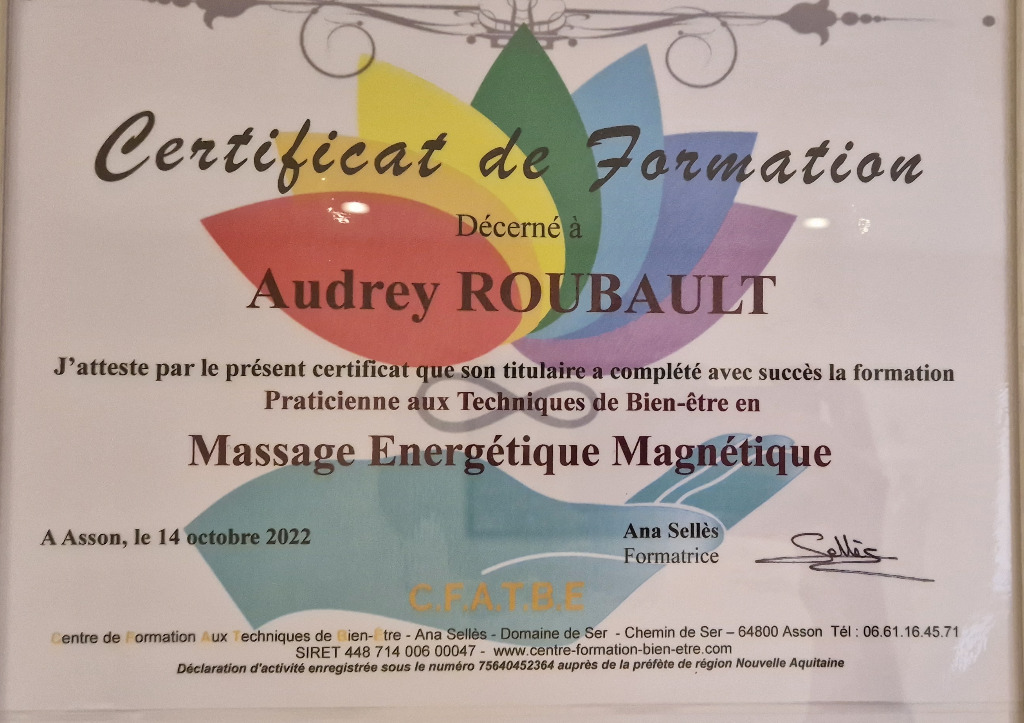 Certificat de Formation
Décerné à
Audrey ROUBAULT
J'atteste par le présent certificat que son titulaire a complété avec succès la formation
Praticienne aux Techniques de Bien-être en
Massage Energétique Magnétique
A Asson, le 14 octobre 2022
Ana Sellès
Formatrice
Sellès
C.F.A.T.B.E
Centre de Formation Aux Techniques de Bien-Être - Ana Sellès - Domaine de Ser - Chemin de Ser – 64800 Asson Tél : 06.61.16.45.71
SIRET 448 714 006 00047 - www.centre-formation-bien-etre.com
Déclaration d'activité enregistrée sous le numéro 75640452364 auprès de la préfète de région Nouvelle Aquitaine